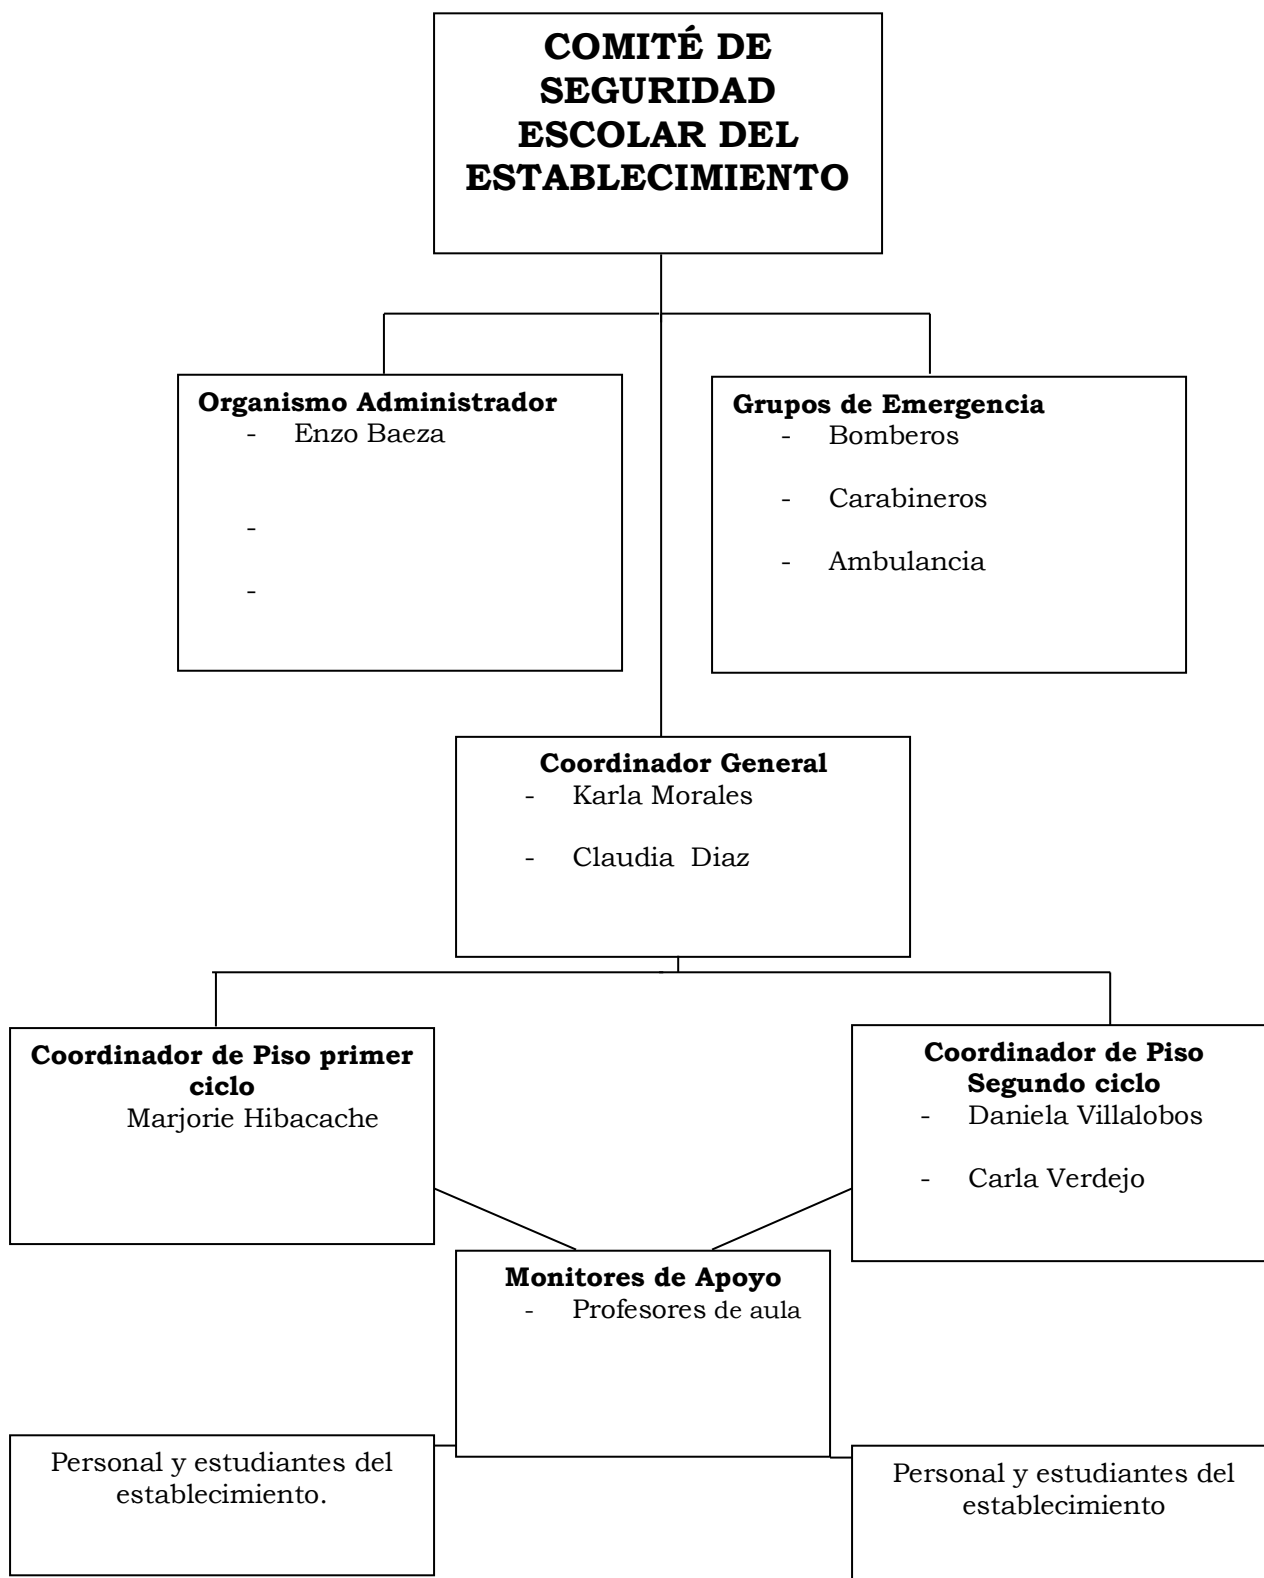 COMITÉ DE
SEGURIDAD
ESCOLAR DEL
ESTABLECIMIENTO
Organismo Administrador
- Enzo Baeza
-
-
Grupos de Emergencia
- Bomberos
- Carabineros
- Ambulancia
Coordinador General
- Karla Morales
- Claudia Diaz
Coordinador de Piso primer
ciclo
Marjorie Hibacache
Coordinador de Piso
Segundo ciclo
- Daniela Villalobos
- Carla Verdejo
Monitores de Apoyo
- Profesores de aula
Personal y estudiantes del
establecimiento.
Personal y estudiantes del
establecimiento